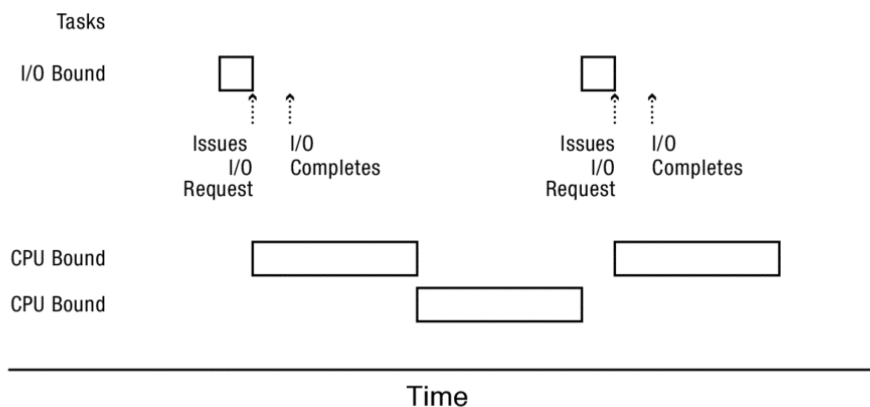 Tasks
I/O Bound
Issues I/O
I/O Completes
Request
Issues I/O
I/O Completes
Request
CPU Bound
CPU Bound
Time